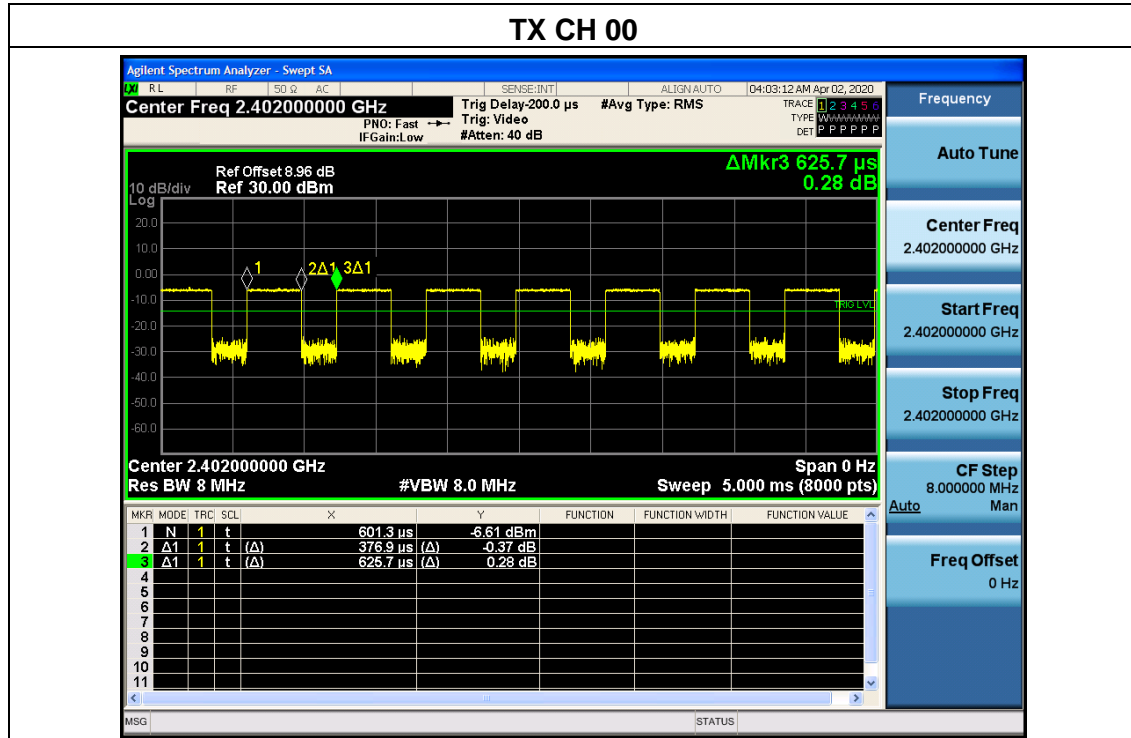 TX CH 00
Agilent Spectrum Analyzer - Swept SA
LXI RL RF 50 Ω AC SENSE:INT ALIGN AUTO 04:03:12 AM Apr 02, 2020
Center Freq 2.402000000 GHz
PNO: Fast
IFGain:Low
Trig Delay-200.0 µs
Trig: Video
#Atten: 40 dB
#Avg Type: RMS
TRACE 1 2 3 4 5 6
TYPE WWWWWW
DET P P P P P P
Frequency
Auto Tune
Center Freq
2.402000000 GHz
Start Freq
2.402000000 GHz
Stop Freq
2.402000000 GHz
CF Step
8.000000 MHz
Auto Man
Freq Offset
0 Hz
ΔMkr3 625.7 µs
0.28 dB
Ref Offset 8.96 dB
10 dB/div Ref 30.00 dBm
Log
20.0
10.0
0.00
-10.0
-20.0
-30.0
-40.0
-50.0
-60.0
1 2Δ1 3Δ1
TRIG LVL
Center 2.402000000 GHz Span 0 Hz
Res BW 8 MHz #VBW 8.0 MHz Sweep 5.000 ms (8000 pts)
MKR MODE TRC SCL X Y FUNCTION FUNCTION WIDTH FUNCTION VALUE
1 N 1 t 601.3 µs -6.61 dBm
2 Δ1 1 t (Δ) 376.9 µs (Δ) -0.37 dB
3 Δ1 1 t (Δ) 625.7 µs (Δ) 0.28 dB
4
5
6
7
8
9
10
11
MSG STATUS